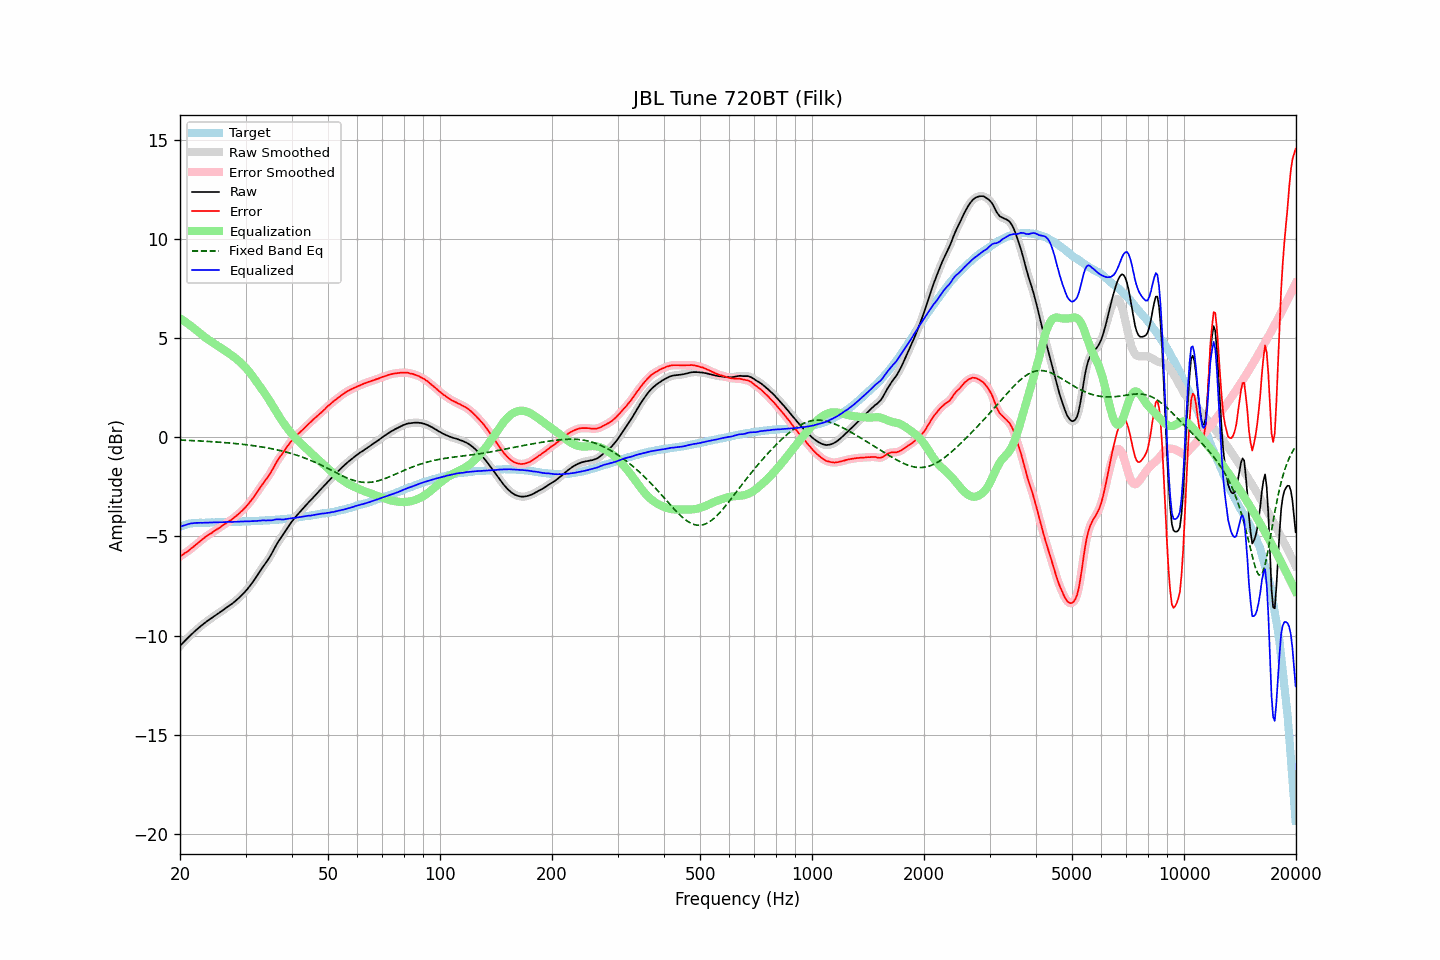 JBL Tune 720BT (Filk)
Target
Raw Smoothed
Error Smoothed
Raw
Error
Equalization
Fixed Band Eq
Equalized
Amplitude (dBr)
15
10
5
0
−5
−10
−15
−20
20 50 100 200 500 1000 2000 5000 10000 20000
Frequency (Hz)